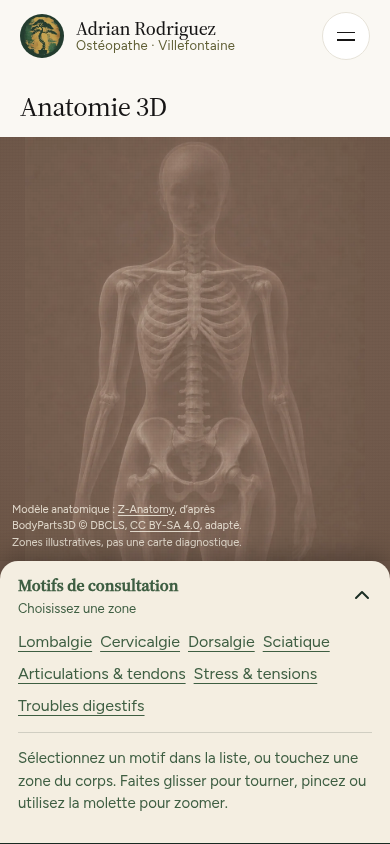 Adrian Rodriguez
Ostéopathe · Villefontaine
Anatomie 3D
Modèle anatomique : Z-Anatomy, d’après
BodyParts3D © DBCLS, CC BY-SA 4.0, adapté.
Zones illustratives, pas une carte diagnostique.
Motifs de consultation
Choisissez une zone
Lombalgie Cervicalgie Dorsalgie Sciatique
Articulations & tendons Stress & tensions
Troubles digestifs
Sélectionnez un motif dans la liste, ou touchez une
zone du corps. Faites glisser pour tourner, pincez ou
utilisez la molette pour zoomer.